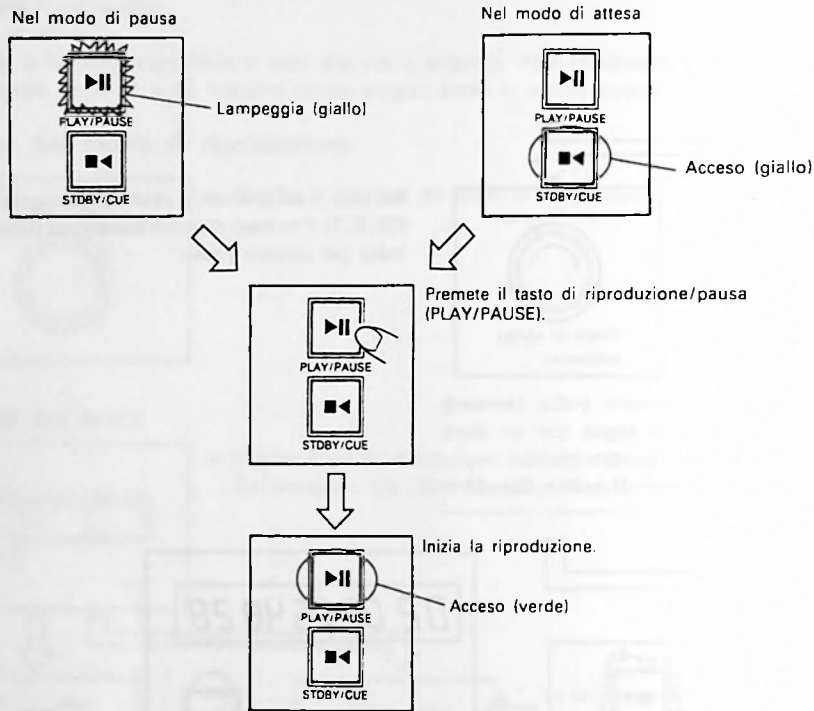 Nel modo di pausa
PLAY/PAUSE
Lampeggia (giallo)
STDBY/CUE
Nel modo di attesa
PLAY/PAUSE
Acceso (giallo)
STDBY/CUE
Premete il tasto di riproduzione/pausa
(PLAY/PAUSE).
PLAY/PAUSE
STDBY/CUE
Inizia la riproduzione.
Acceso (verde)
PLAY/PAUSE
STDBY/CUE